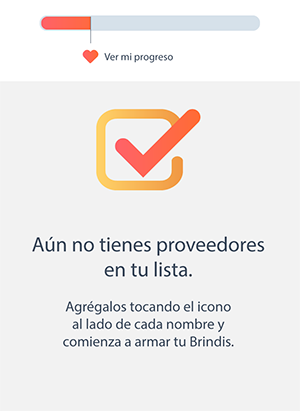 Ver mi progreso
Aún no tienes proveedores
en tu lista.
Agrégalos tocando el icono
al lado de cada nombre y
comienza a armar tu Brindis.